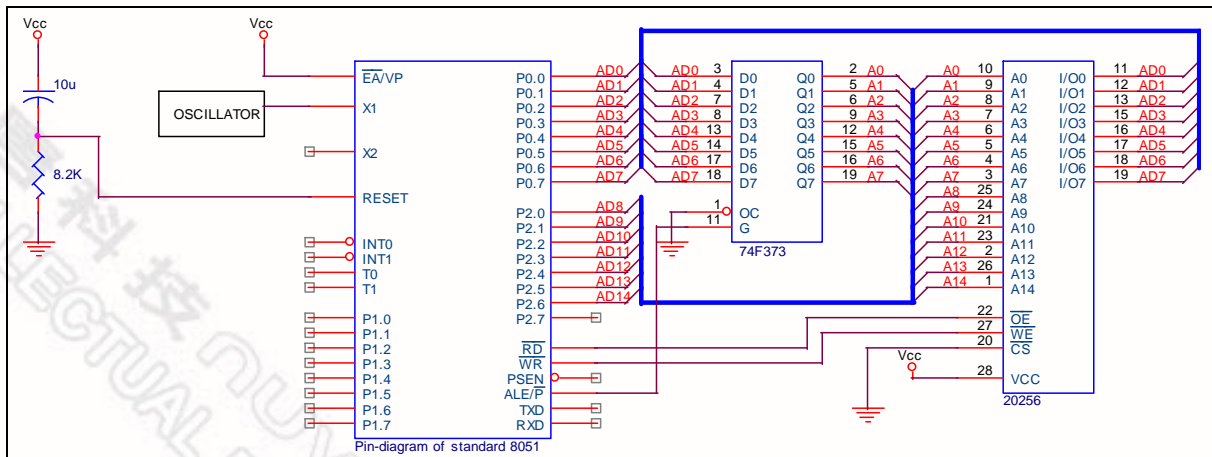 Vcc
10u
8.2K
Vcc
OSCILLATOR
EA/VP
X1
X2
RESET
INT0
INT1
T0
T1
P1.0
P1.1
P1.2
P1.3
P1.4
P1.5
P1.6
P1.7
P0.0
P0.1
P0.2
P0.3
P0.4
P0.5
P0.6
P0.7
P2.0
P2.1
P2.2
P2.3
P2.4
P2.5
P2.6
P2.7
RD
WR
PSEN
ALE/P
TXD
RXD
Pin-diagram of standard 8051
AD0
AD1
AD2
AD3
AD4
AD5
AD6
AD7
AD8
AD9
AD10
AD11
AD12
AD13
AD14
AD0 3 D0
AD1 4 D1
AD2 7 D2
AD3 8 D3
AD4 13 D4
AD5 14 D5
AD6 17 D6
AD7 18 D7
1 OC
11 G
Q0 2 A0
Q1 5 A1
Q2 6 A2
Q3 9 A3
Q4 12 A4
Q5 15 A5
Q6 16 A6
Q7 19 A7
74F373
A0 10 A0
A1 9 A1
A2 8 A2
A3 7 A3
A4 6 A4
A5 5 A5
A6 4 A6
A7 3 A7
A8 25 A8
A9 24 A9
A10 21 A10
A11 23 A11
A12 2 A12
A13 26 A13
A14 1 A14
22 OE
27 WE
20 CS
Vcc
28 VCC
I/O0 11 AD0
I/O1 12 AD1
I/O2 13 AD2
I/O3 15 AD3
I/O4 16 AD4
I/O5 17 AD5
I/O6 18 AD6
I/O7 19 AD7
20256
科技